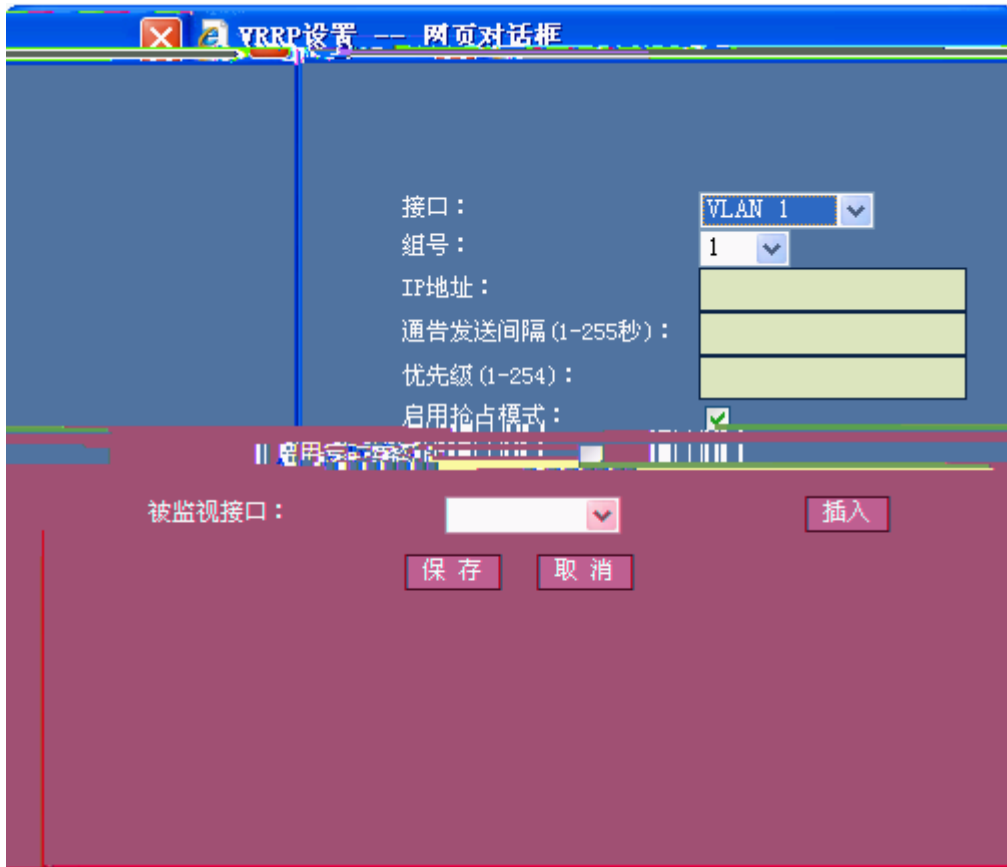 VRRP设置 -- 网页对话框
接口：
VLAN 1
组号：
1
IP地址：
通告发送间隔(1-255秒)：
优先级(1-254)：
启用抢占模式：
被监视接口：
插入
保 存
取 消